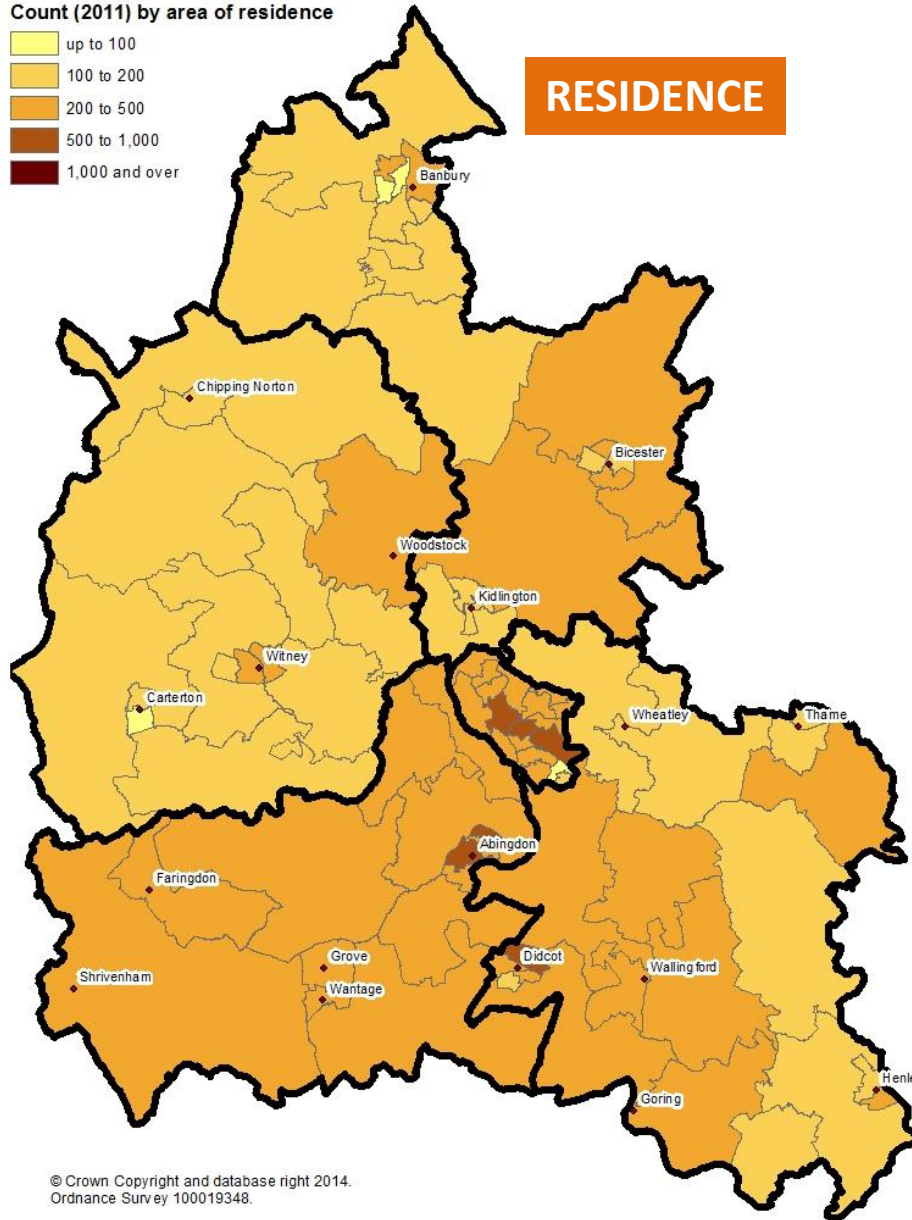 Count (2011) by area of residence
up to 100
100 to 200
200 to 500
500 to 1,000
1,000 and over
RESIDENCE
Banbury
Chipping Norton
Bicester
Woodstock
Kidlington
Witney
Carterton
Wheatley
Thame
Abingdon
Faringdon
Grove
Didcot
Wallingford
Shrivenham
Wantage
Henle
Goring
© Crown Copyright and database right 2014.
Ordnance Survey 100019348.